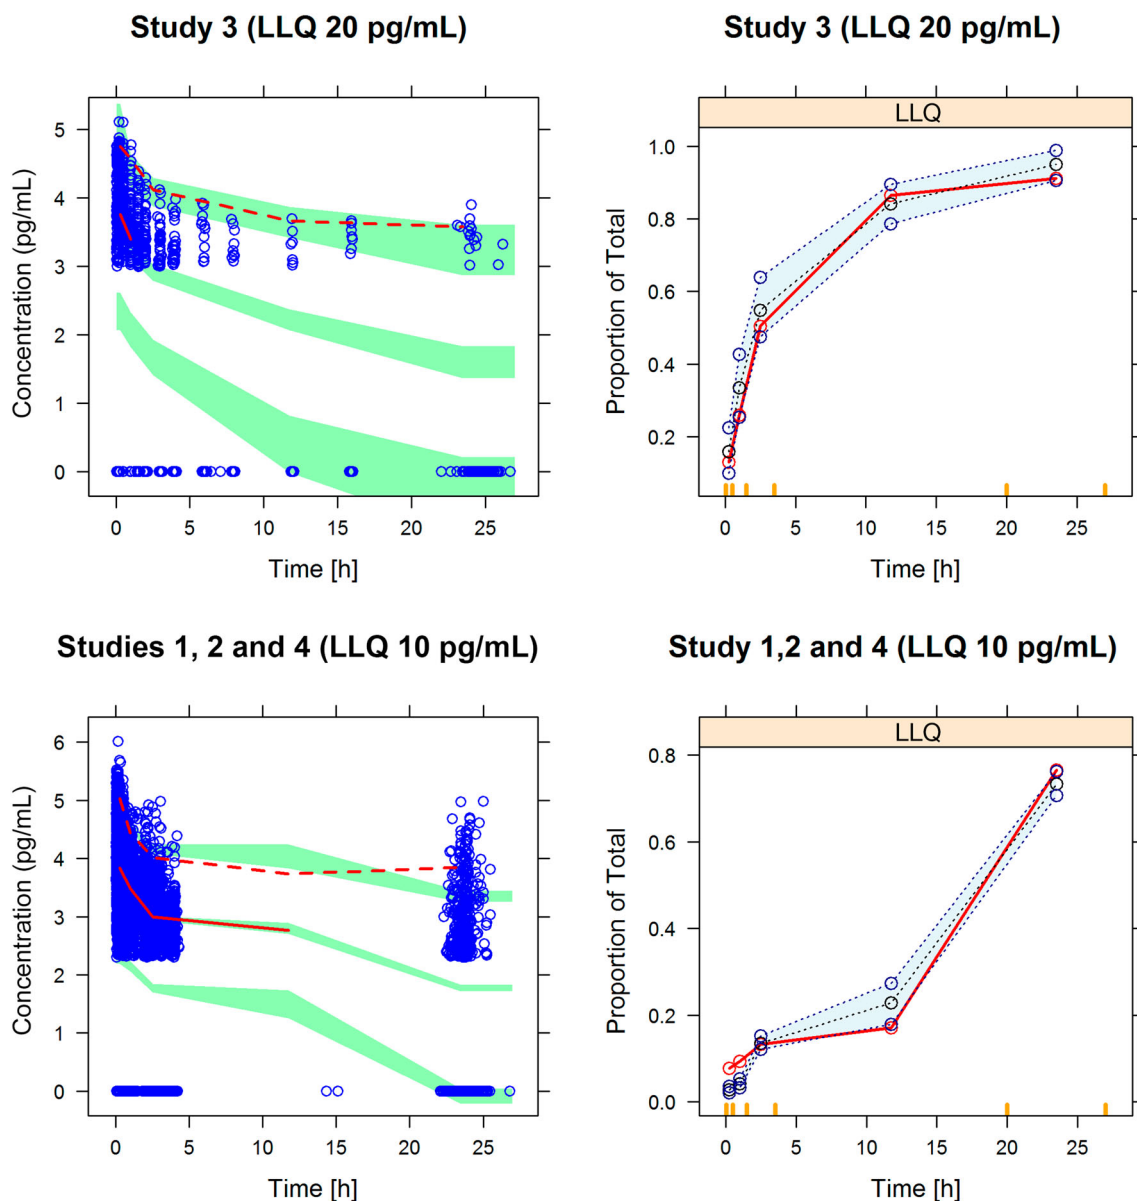 Study 3 (LLQ 20 pg/mL)
Concentration (pg/mL)
5
4
3
2
1
0
0 5 10 15 20 25
Time [h]
Study 3 (LLQ 20 pg/mL)
LLQ
Proportion of Total
1.0
0.8
0.6
0.4
0.2
0 5 10 15 20 25
Time [h]
Studies 1, 2 and 4 (LLQ 10 pg/mL)
Concentration (pg/mL)
6
5
4
3
2
1
0
0 5 10 15 20 25
Time [h]
Study 1,2 and 4 (LLQ 10 pg/mL)
LLQ
Proportion of Total
0.8
0.6
0.4
0.2
0.0
0 5 10 15 20 25
Time [h]